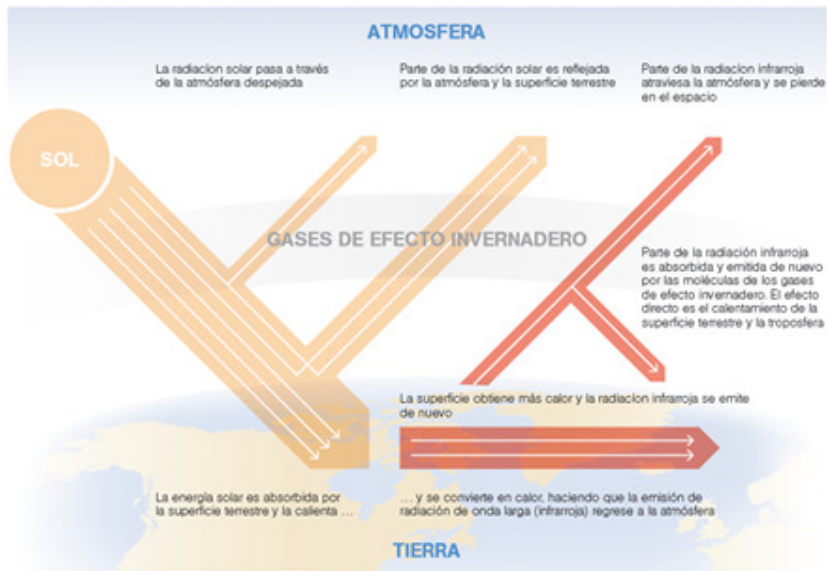 ATMOSFERA
La radiacion solar pasa a través
de la atmósfera despejada
Parte de la radiación solar es reflejada
por la atmósfera y la superficie terrestre
Parte de la radiacion infrarroja
atraviesa la atmósfera y se pierde
en el espacio
SOL
GASES DE EFECTO INVERNADERO
Parte de la radiación infrarroja
es absorbida y emitida de nuevo
por las moléculas de los gases
de efecto invernadero. El efecto
directo es el calentamiento de la
superficie terrestre y la troposfera
La superficie obtiene más calor y la radiacíon infrarroja se emite
de nuevo
La energía solar es absorbida por
la superficie terrestre y la calienta ...
... y se convierte en calor, haciendo que la emisión de
radiación de onda larga (infrarroja) regrese a la atmósfera
TIERRA